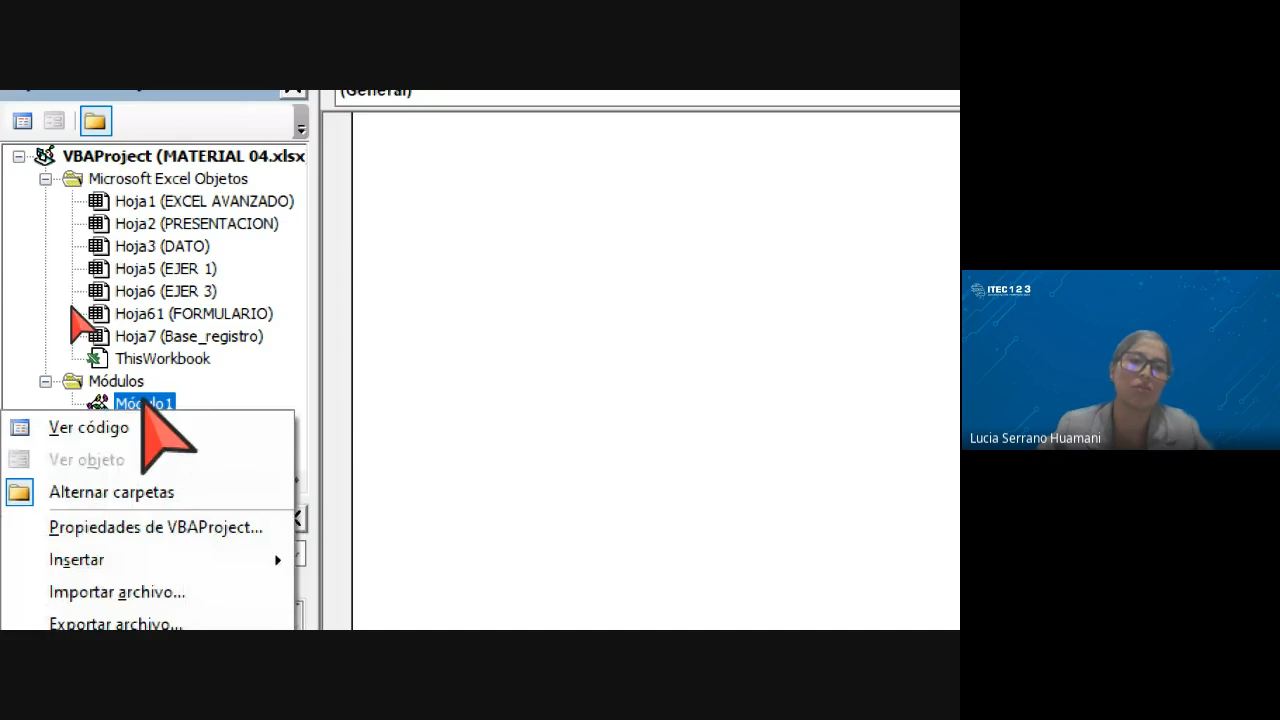 (General)
VBAProject (MATERIAL 04.xlsx
Microsoft Excel Objetos
Hoja1 (EXCEL AVANZADO)
Hoja2 (PRESENTACION)
Hoja3 (DATO)
Hoja5 (EJER 1)
Hoja6 (EJER 3)
Hoja61 (FORMULARIO)
Hoja7 (Base_registro)
ThisWorkbook
Módulos
Módulo1
Ver código
Ver objeto
Alternar carpetas
Propiedades de VBAProject...
Insertar
Importar archivo...
Exportar archivo...
ITEC 1 2 3
Lucia Serrano Huamani